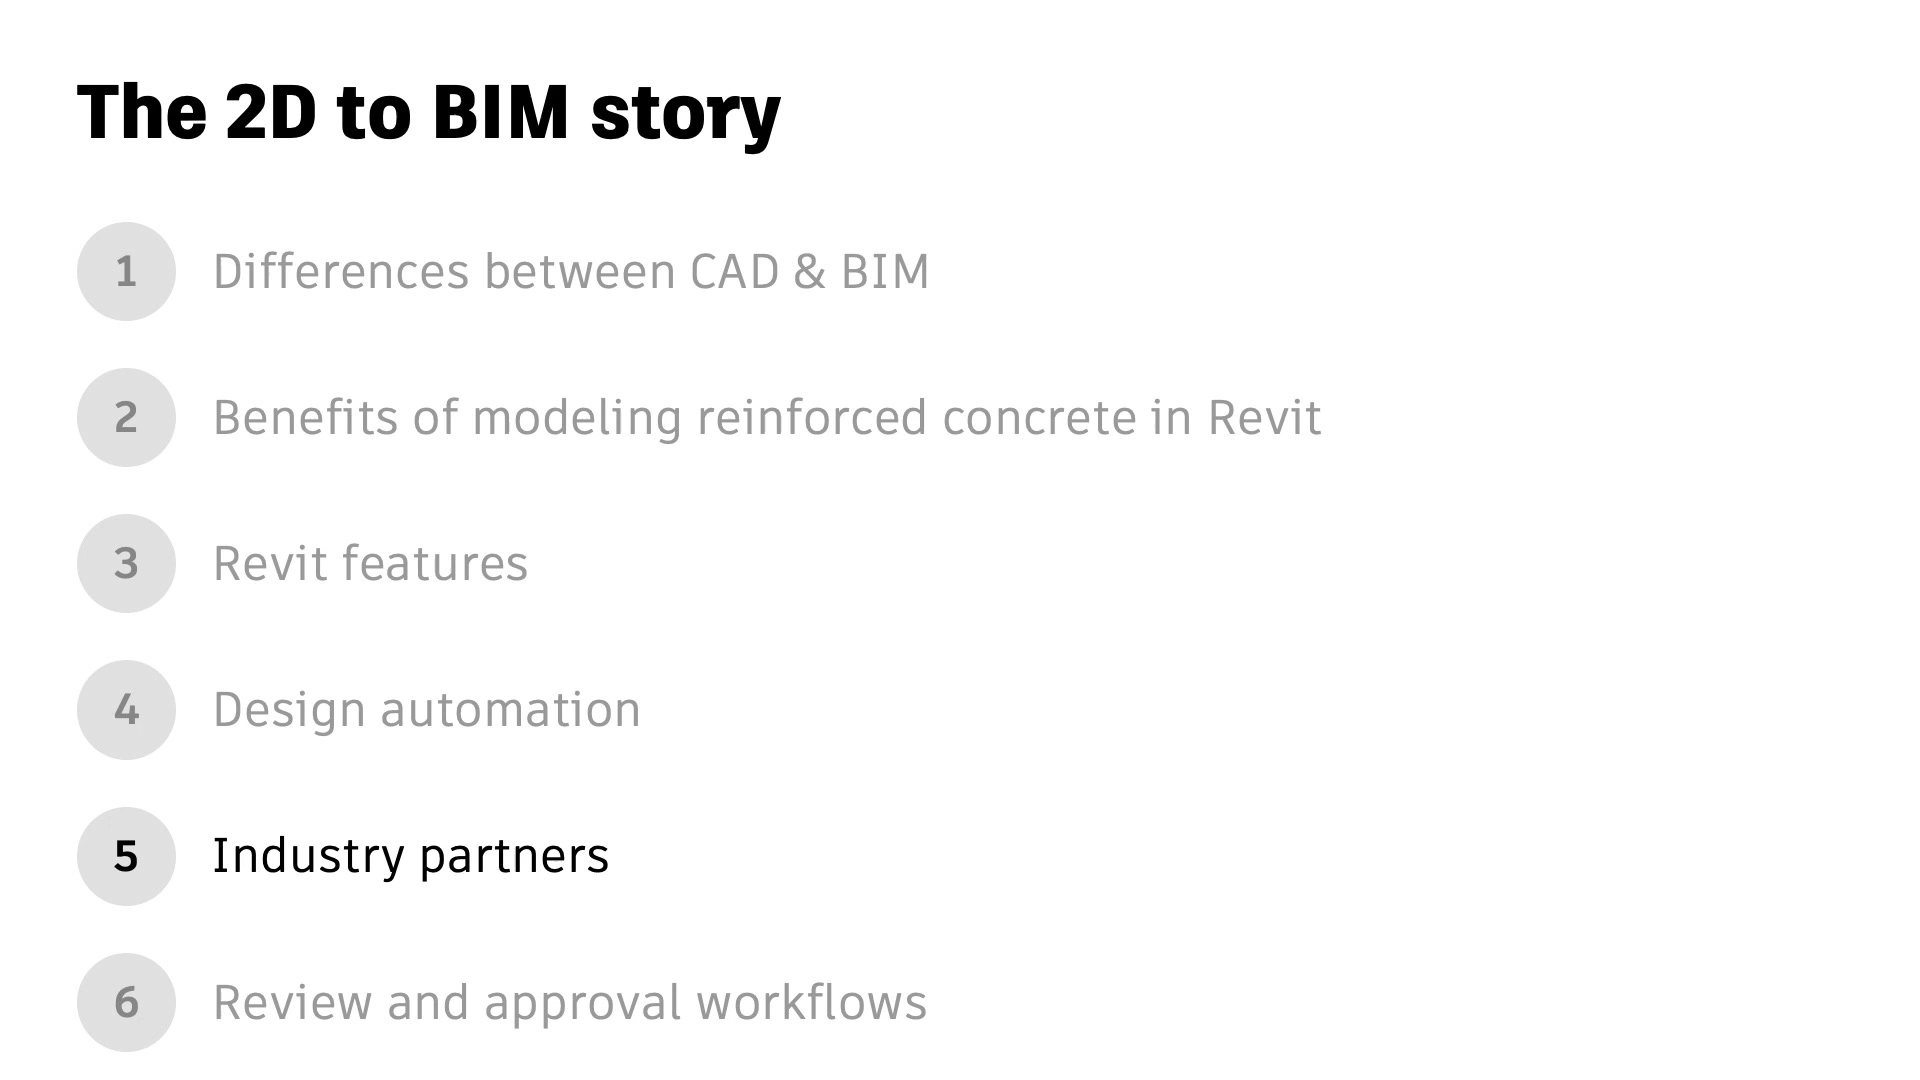 The 2D to BIM story
1 Differences between CAD & BIM
2 Benefits of modeling reinforced concrete in Revit
3 Revit features
4 Design automation
5 Industry partners
6 Review and approval workflows